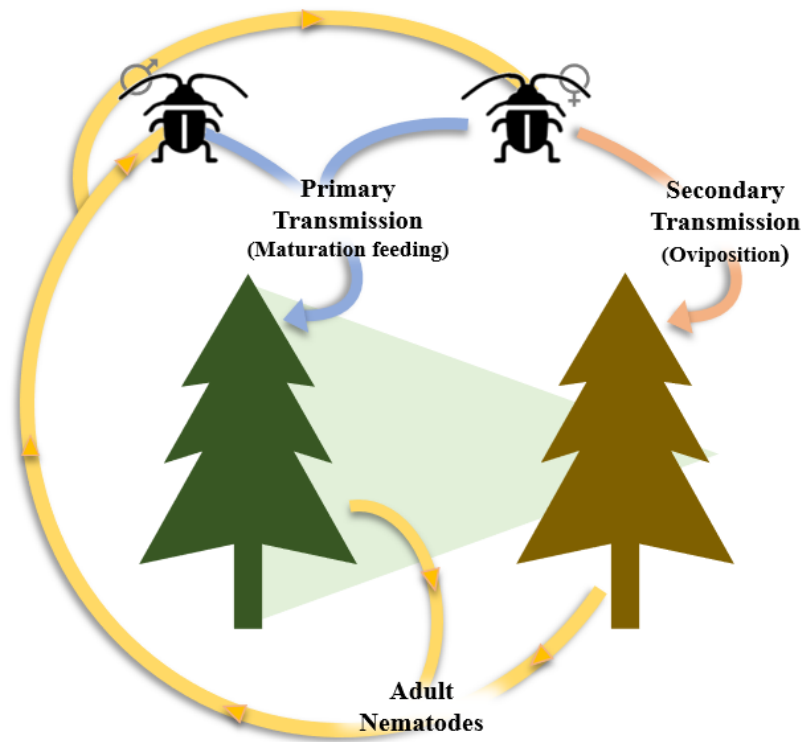 Primary
Transmission
(Maturation feeding)
Secondary
Transmission
(Oviposition)
Adult
Nematodes